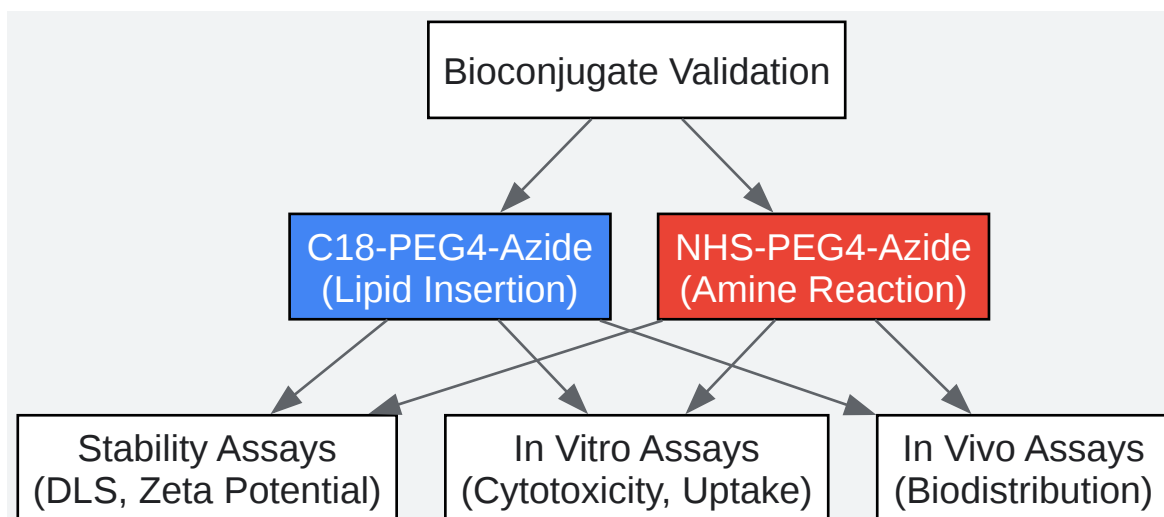 Bioconjugate Validation
C18-PEG4-Azide
(Lipid Insertion)
NHS-PEG4-Azide
(Amine Reaction)
Stability Assays
(DLS, Zeta Potential)
In Vitro Assays
(Cytotoxicity, Uptake)
In Vivo Assays
(Biodistribution)